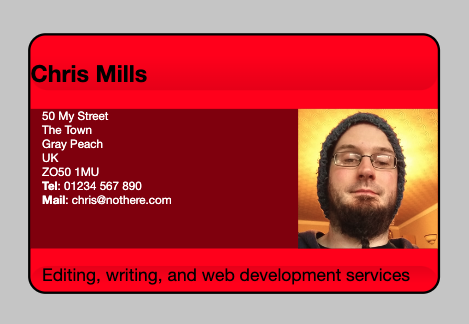 Chris Mills
50 My Street
The Town
Gray Peach
UK
ZO50 1MU
Tel: 01234 567 890
Mail: chris@nothere.com
Editing, writing, and web development services